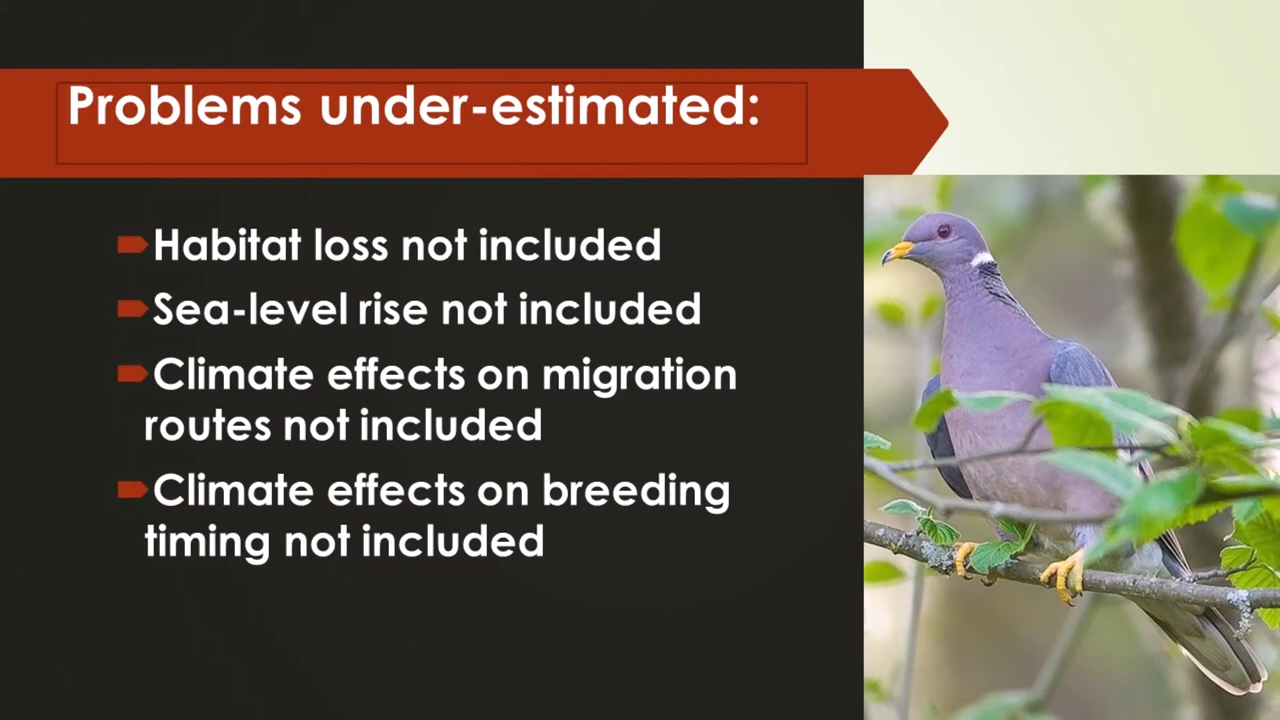 Problems under-estimated:
Habitat loss not included
Sea-level rise not included
Climate effects on migration
routes not included
Climate effects on breeding
timing not included